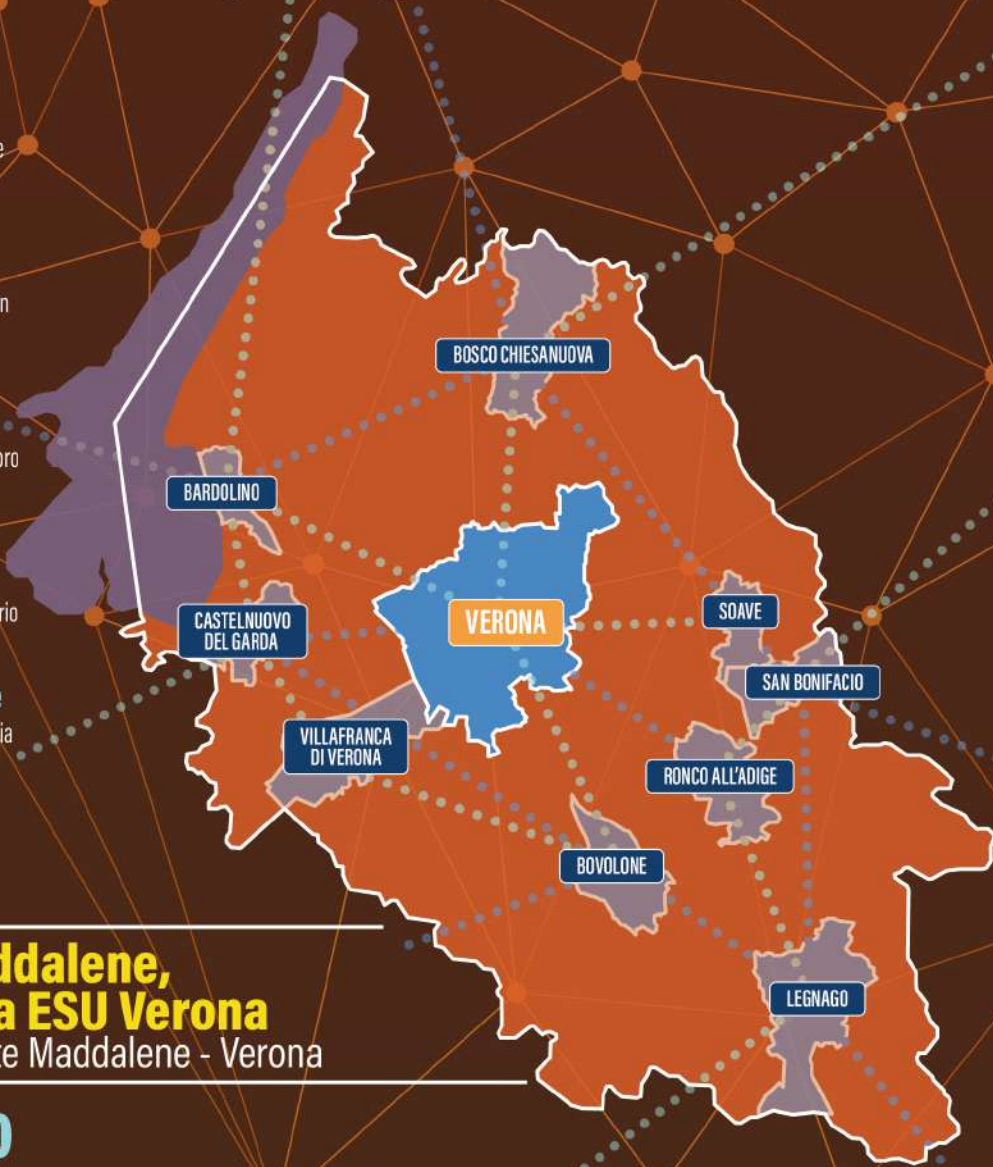 BOSCO CHIESANUOVA
BARDOLINO
VERONA
SOAVE
CASTELNUOVO
DEL GARDA
SAN BONIFACIO
VILLAFRANCA
DI VERONA
RONCO ALL'ADIGE
BOVOLONE
LEGNAGO
ddalene,
a ESU Verona
te Maddalene - Verona